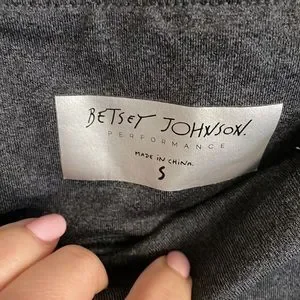 BETSEY JOHNSON.
PERFORMANCE
MADE IN CHINA.
S